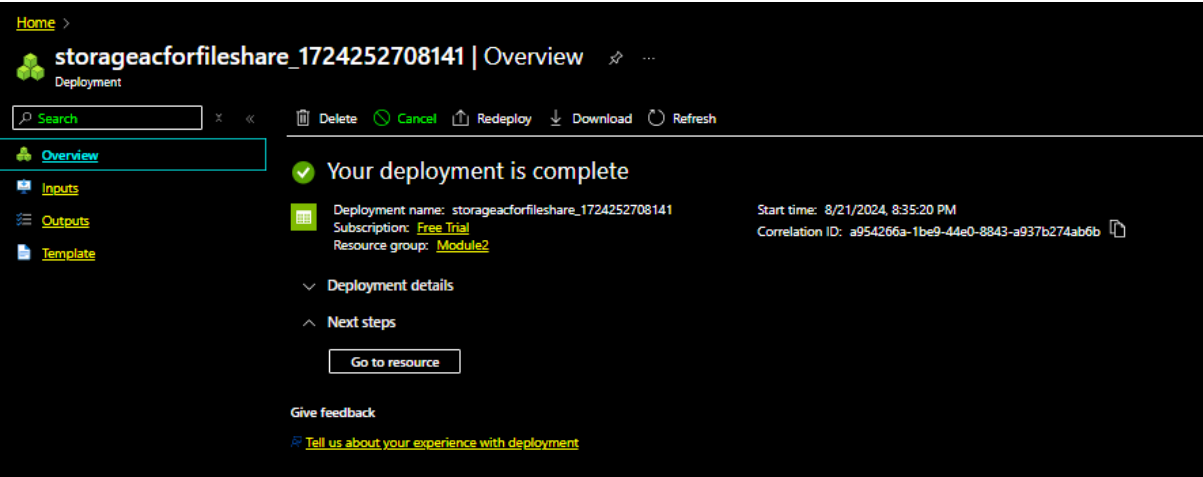 Home >
storageacforfileshare_1724252708141 | Overview ...
Deployment
Search
Delete Cancel Redeploy Download Refresh
Overview
Inputs
Outputs
Template
Your deployment is complete
Deployment name: storageacforfileshare_1724252708141
Subscription: Free Trial
Resource group: Module2
Start time: 8/21/2024, 8:35:20 PM
Correlation ID: a954266a-1be9-44e0-8843-a937b274ab6b
Deployment details
Next steps
Go to resource
Give feedback
Tell us about your experience with deployment